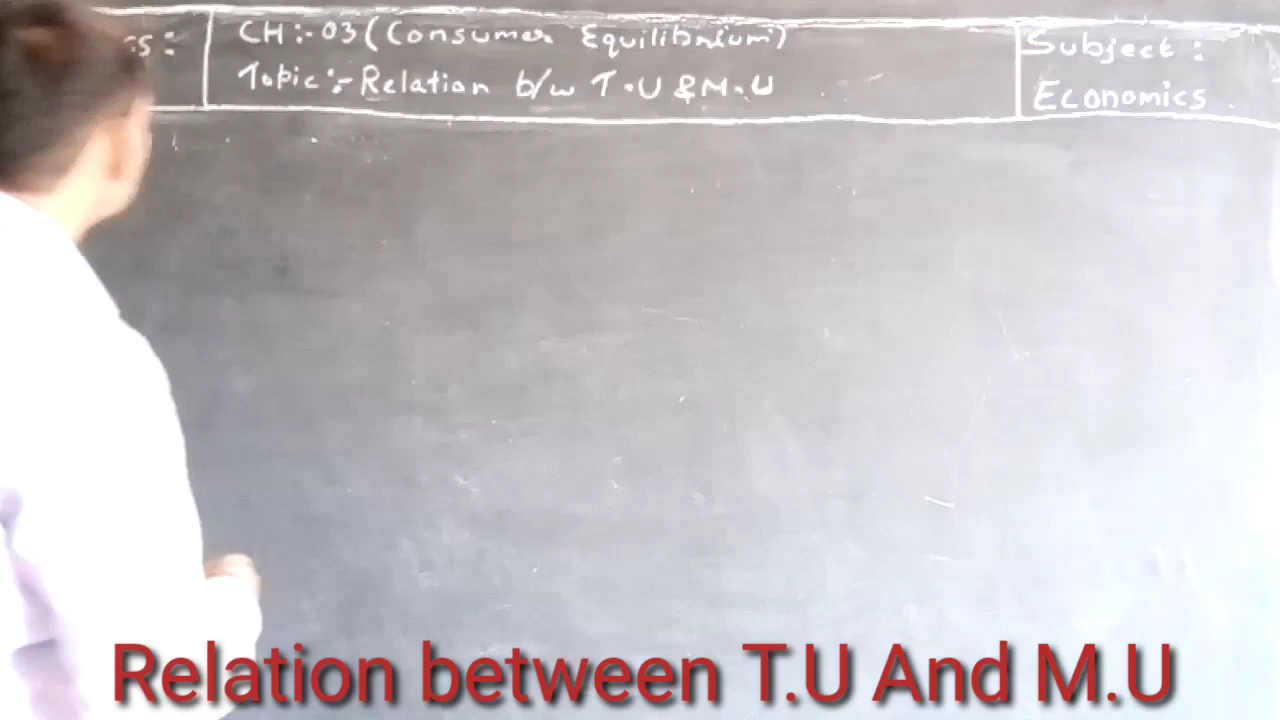 CH:- 03 (Consumer Equilibrium)
Topic:- Relation b/w T.U & M.U
Subject:
Economics
Relation between T.U And M.U